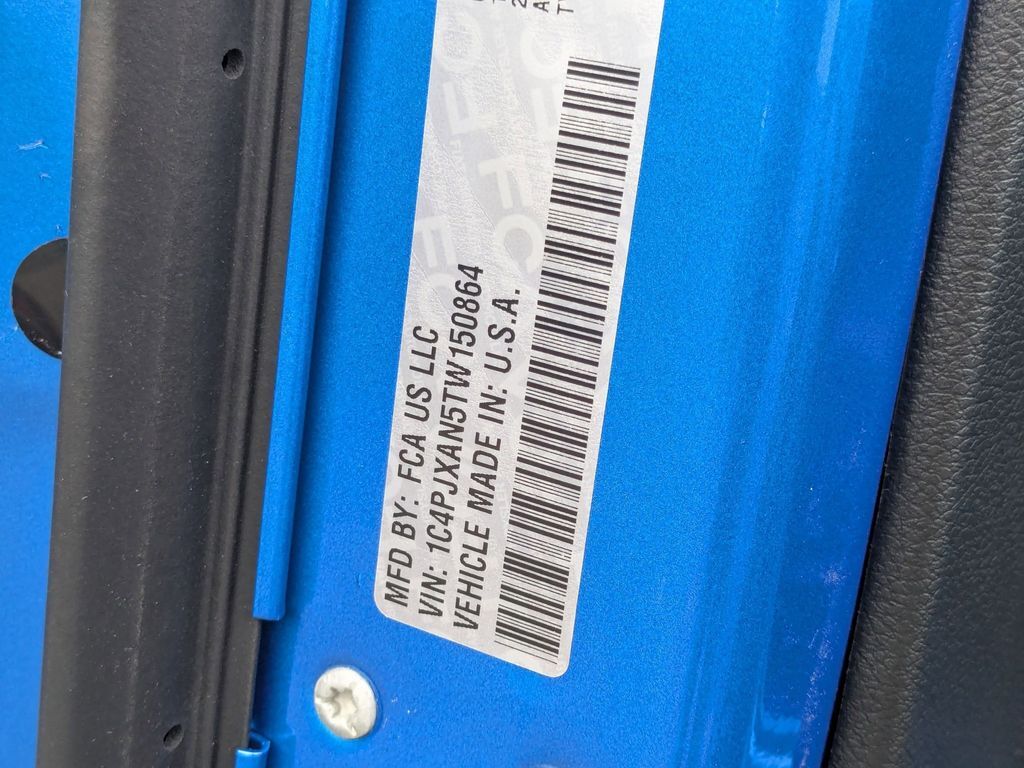 MFD BY: FCA US LLC
VIN: 1C4PJXAN5TW150864
VEHICLE MADE IN: U.S.A.